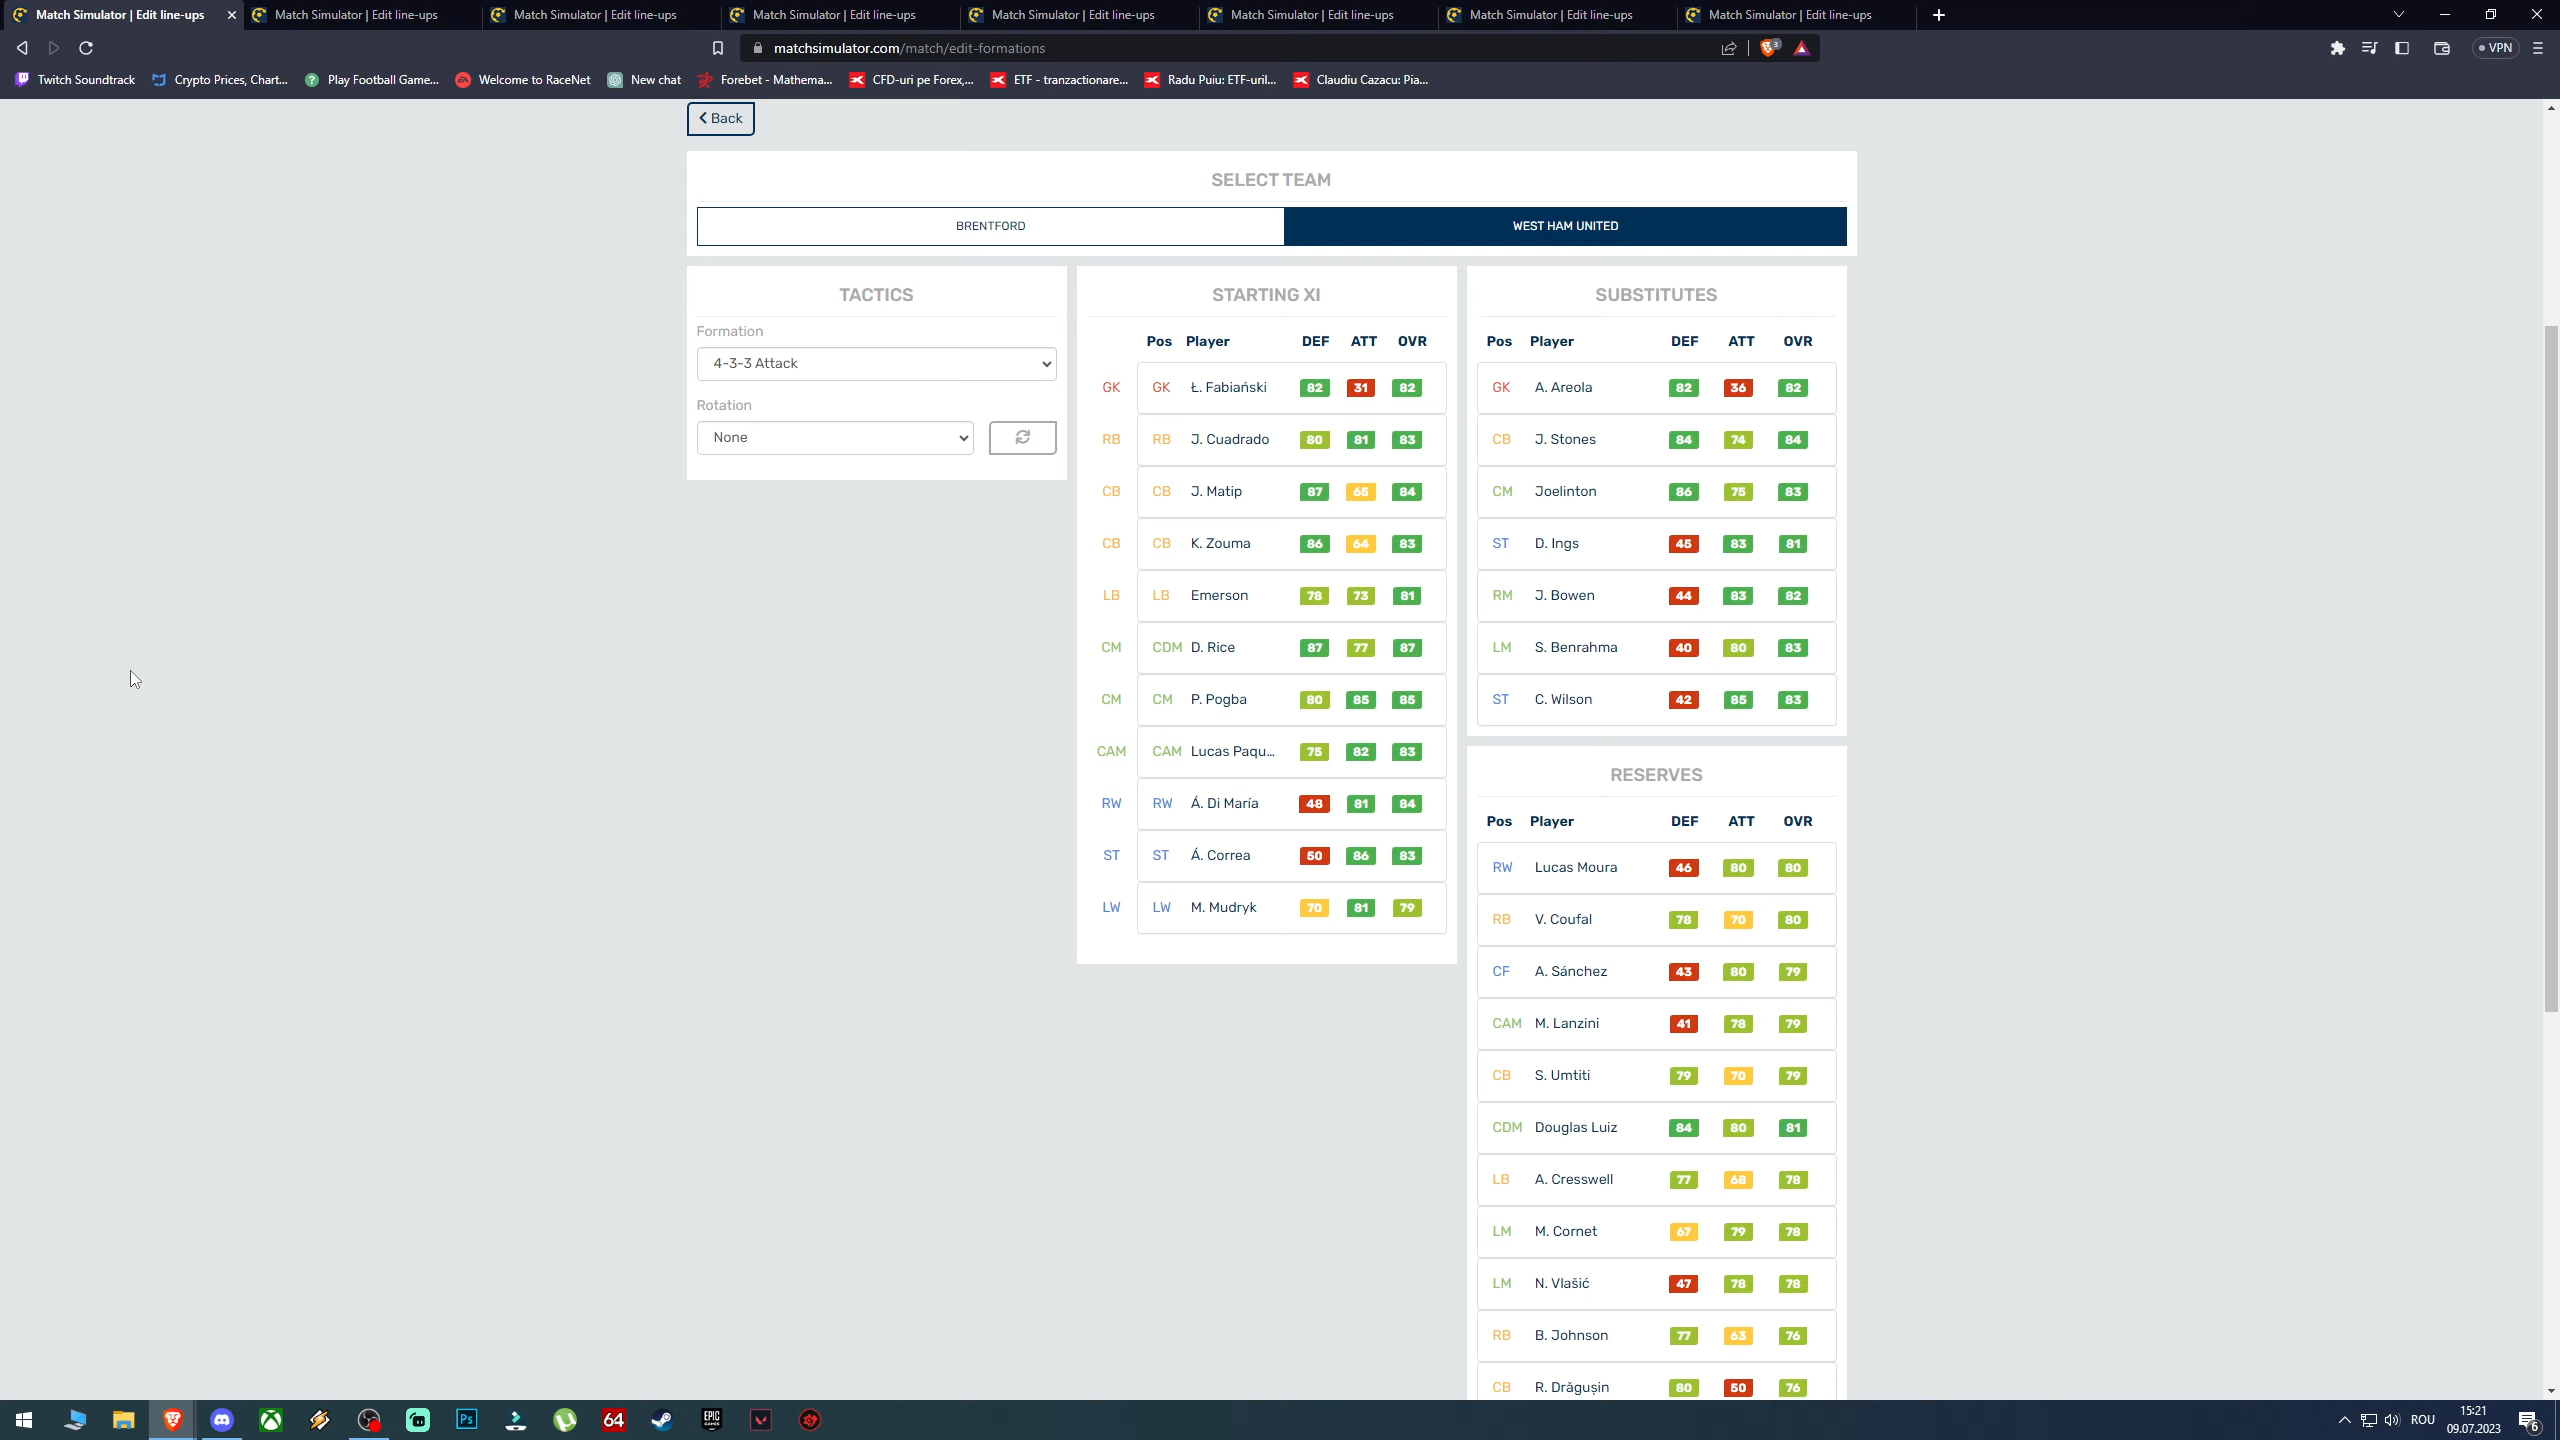 Match Simulator | Edit line-ups
Match Simulator | Edit line-ups
Match Simulator | Edit line-ups
Match Simulator | Edit line-ups
Match Simulator | Edit line-ups
Match Simulator | Edit line-ups
Match Simulator | Edit line-ups
Match Simulator | Edit line-ups
matchsimulator.com/match/edit-formations
3
VPN
Twitch Soundtrack
Crypto Prices, Chart...
Play Football Game...
Welcome to RaceNet
New chat
Forebet - Mathema...
CFD-uri pe Forex,...
ETF - tranzactionare...
Radu Puiu: ETF-uril...
Claudiu Cazacu: Pia...
Back
SELECT TEAM
BRENTFORD
WEST HAM UNITED
TACTICS
Formation
4-3-3 Attack
Rotation
None
STARTING XI
Pos Player DEF ATT OVR
GK GK Ł. Fabiański 82 31 82
RB RB J. Cuadrado 80 81 83
CB CB J. Matip 87 65 84
CB CB K. Zouma 86 64 83
LB LB Emerson 78 73 81
CM CDM D. Rice 87 77 87
CM CM P. Pogba 80 85 85
CAM CAM Lucas Paqu... 75 82 83
RW RW Á. Di María 48 81 84
ST ST Á. Correa 50 86 83
LW LW M. Mudryk 70 81 79
SUBSTITUTES
Pos Player DEF ATT OVR
GK A. Areola 82 36 82
CB J. Stones 84 74 84
CM Joelinton 86 75 83
ST D. Ings 45 83 81
RM J. Bowen 44 83 82
LM S. Benrahma 40 80 83
ST C. Wilson 42 85 83
RESERVES
Pos Player DEF ATT OVR
RW Lucas Moura 46 80 80
RB V. Coufal 78 70 80
CF A. Sánchez 43 80 79
CAM M. Lanzini 41 78 79
CB S. Umtiti 79 70 79
CDM Douglas Luiz 84 80 81
LB A. Cresswell 77 68 78
LM M. Cornet 67 79 78
LM N. Vlašić 47 78 78
RB B. Johnson 77 63 76
CB R. Drăgușin 80 50 76
Ps
64
EPIC
GAMES
ROU
15:21
09.07.2023
6